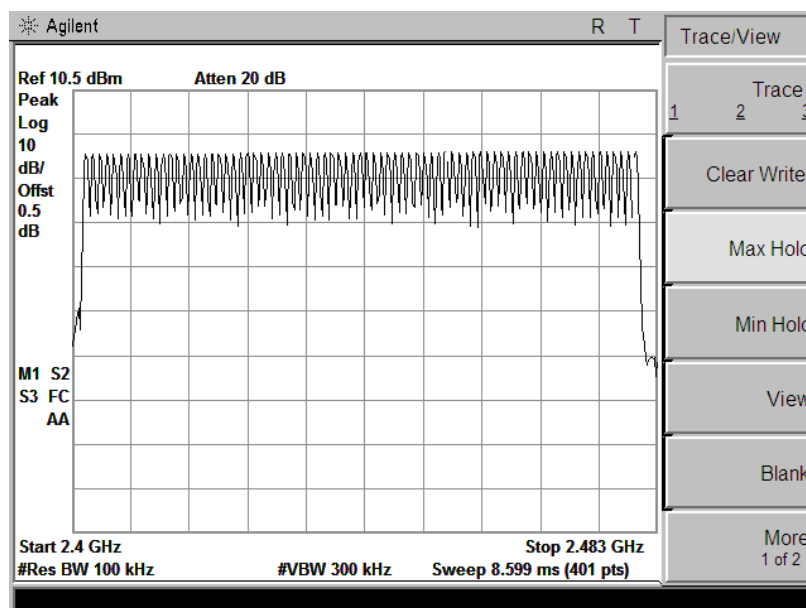 Agilent R T
Trace/View
Ref 10.5 dBm Atten 20 dB
Peak
Log
10
dB/
Offst
0.5
dB
M1 S2
S3 FC
AA
Start 2.4 GHz Stop 2.483 GHz
#Res BW 100 kHz #VBW 300 kHz Sweep 8.599 ms (401 pts)
Trace
1 2 3
Clear Write
Max Hold
Min Hold
View
Blank
More
1 of 2